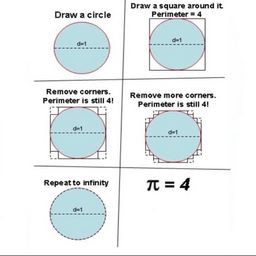 Draw a circle
d=1
Draw a square around it.
Perimeter = 4
d=1
Remove corners.
Perimeter is still 4!
d=1
Remove more corners.
Perimeter is still 4!
d=1
Repeat to infinity
d=1
π = 4